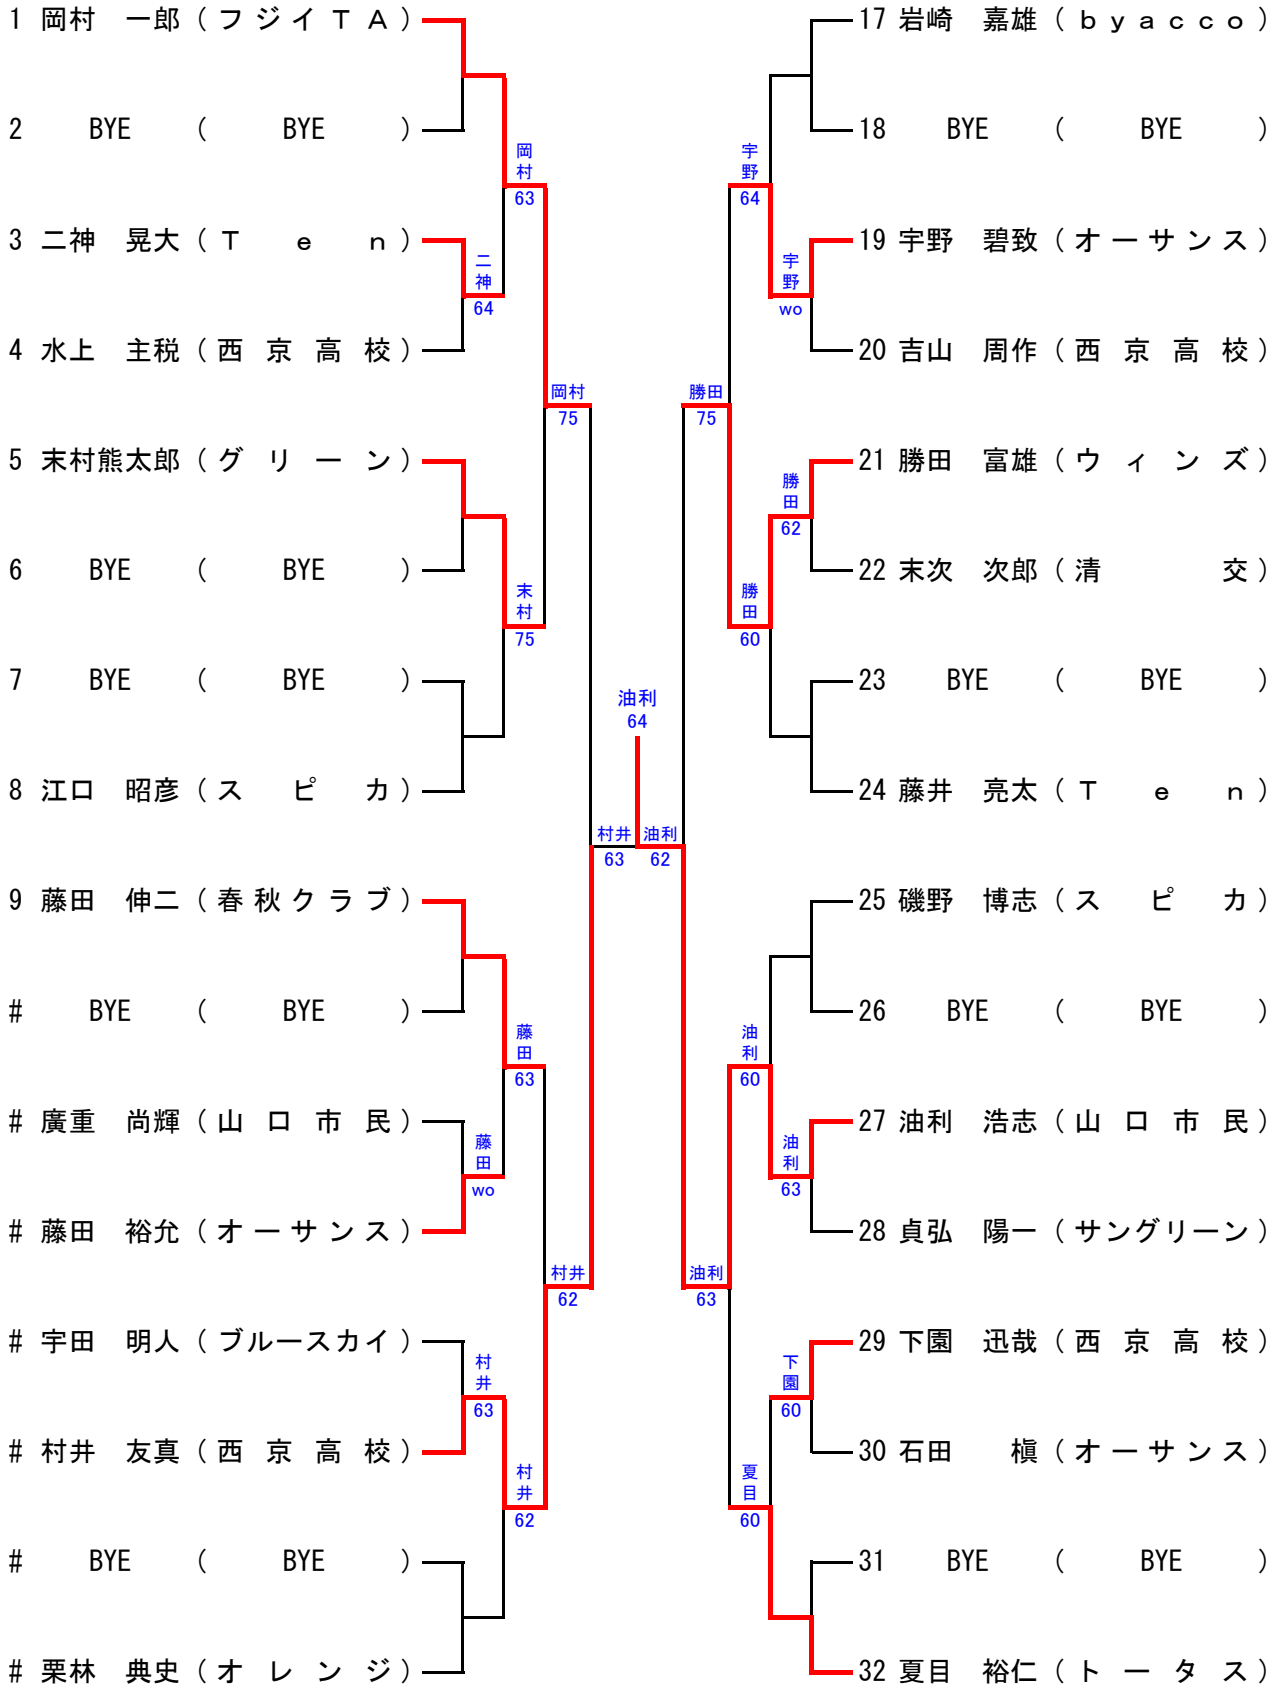 1 岡村 一郎 ( フジイＴＡ )
2 BYE ( BYE )
岡村
63
3 二神 晃大 ( Ｔｅｎ )
二神
64
4 水上 主税 ( 西京高校 )
岡村
75
5 末村熊太郎 ( グリーン )
6 BYE ( BYE )
末村
75
7 BYE ( BYE )
8 江口 昭彦 ( スピカ )
村井
63
9 藤田 伸二 ( 春秋クラブ )
# BYE ( BYE )
藤田
63
# 廣重 尚輝 ( 山口市民 )
藤田
wo
# 藤田 裕允 ( オーサンス )
村井
62
# 宇田 明人 ( ブルースカイ )
村井
63
# 村井 友真 ( 西京高校 )
村井
62
# BYE ( BYE )
# 栗林 典史 ( オレンジ )
油利
64
17 岩崎 嘉雄 ( ｂｙａｃｃｏ )
18 BYE ( BYE )
宇野
64
19 宇野 碧致 ( オーサンス )
宇野
wo
20 吉山 周作 ( 西京高校 )
勝田
75
21 勝田 富雄 ( ウィンズ )
勝田
62
22 末次 次郎 ( 清交 )
勝田
60
23 BYE ( BYE )
24 藤井 亮太 ( Ｔｅｎ )
油利
62
25 磯野 博志 ( スピカ )
26 BYE ( BYE )
油利
60
27 油利 浩志 ( 山口市民 )
油利
63
28 貞弘 陽一 ( サングリーン )
油利
63
29 下園 迅哉 ( 西京高校 )
下園
60
30 石田 槇 ( オーサンス )
夏目
60
31 BYE ( BYE )
32 夏目 裕仁 ( トータス )